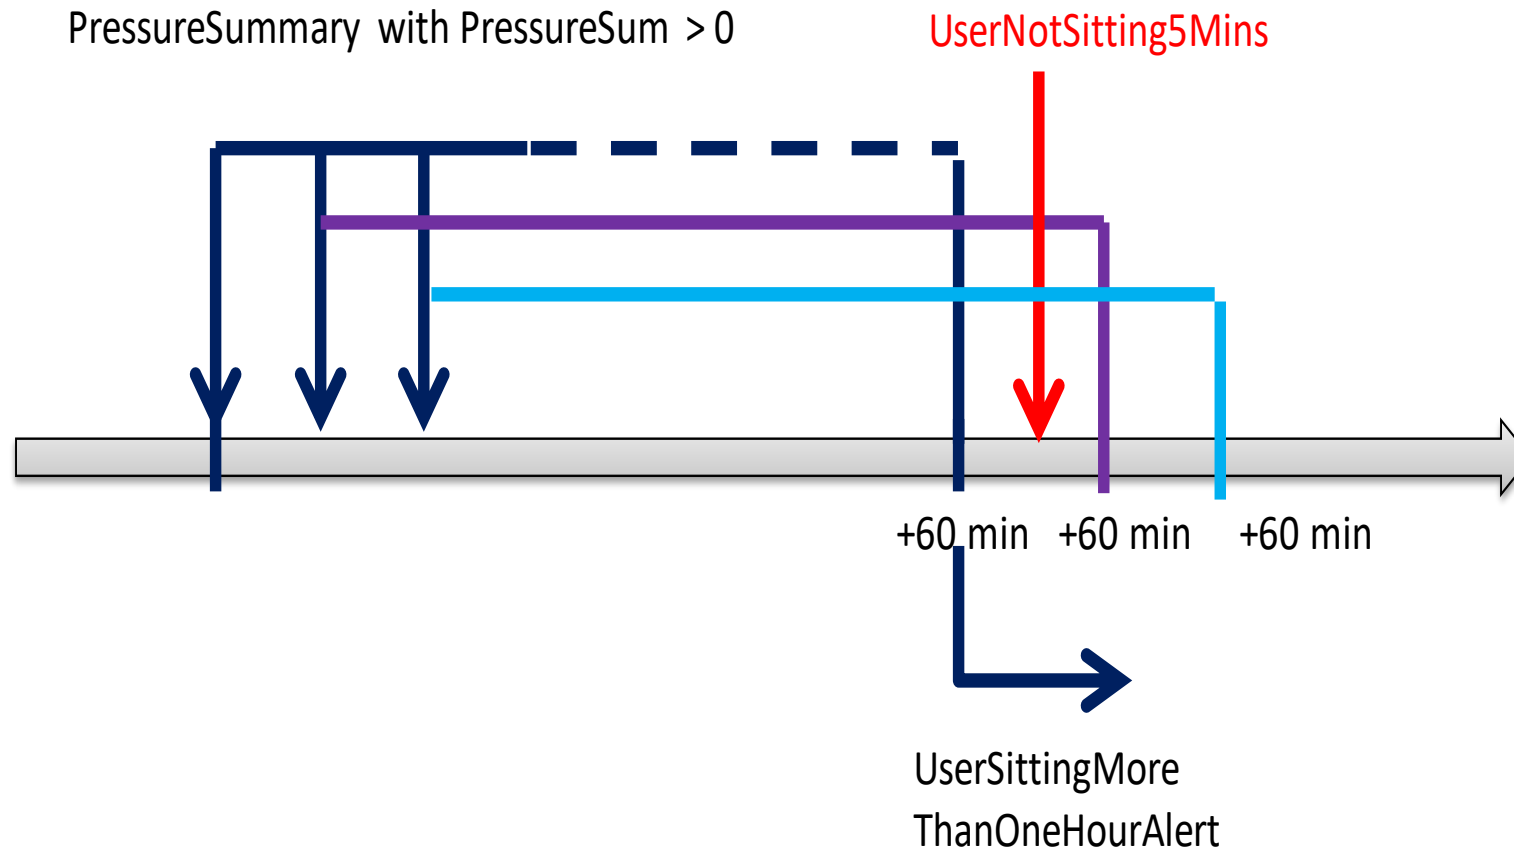 PressureSummary with PressureSum > 0
UserNotSitting5Mins
+60 min
+60 min
+60 min
UserSittingMore
ThanOneHourAlert